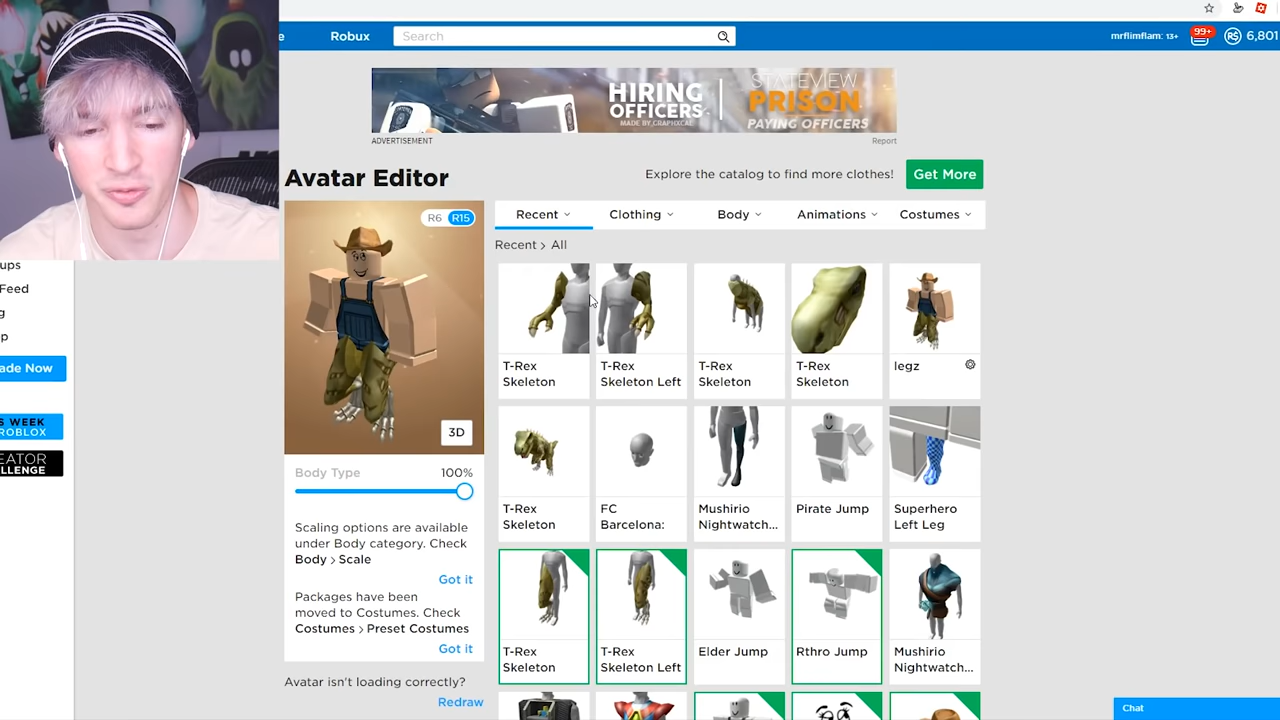 e
Robux
Search
mrflimflam: 13+
99+
6,801
HIRING
OFFICERS
MADE BY GRAPHXCAE
STATEVIEW
PRISON
PAYING OFFICERS
ADVERTISEMENT
Report
Avatar Editor
Explore the catalog to find more clothes!
Get More
R6
R15
3D
Body Type
100%
Scaling options are available
under Body category. Check
Body > Scale
Got it
Packages have been
moved to Costumes. Check
Costumes > Preset Costumes
Got it
Avatar isn't loading correctly?
Redraw
Recent
Clothing
Body
Animations
Costumes
Recent > All
T-Rex
Skeleton
T-Rex
Skeleton Left
T-Rex
Skeleton
T-Rex
Skeleton
legz
T-Rex
Skeleton
FC
Barcelona:
Mushirio
Nightwatch...
Pirate Jump
Superhero
Left Leg
T-Rex
Skeleton
T-Rex
Skeleton Left
Elder Jump
Rthro Jump
Mushirio
Nightwatch...
ups
Feed
g
p
ade Now
S WEEK
ROBLOX
EATOR
LLENGE
Chat